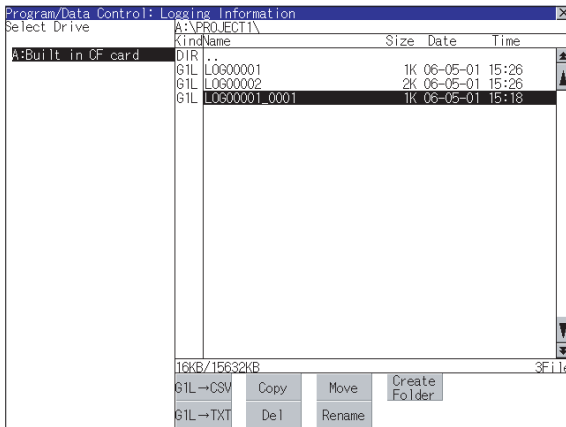 Program/Data Control: Logging Information
Select Drive
A:\PROJECT1\
Kind Name Size Date Time
A:Built in CF card
DIR ..
G1L LOG00001 1K 06-05-01 15:26
G1L LOG00002 2K 06-05-01 15:26
G1L LOG00001_0001 1K 06-05-01 15:18
16KB/15632KB 3File
G1L→CSV Copy Move Create Folder
G1L→TXT Del Rename